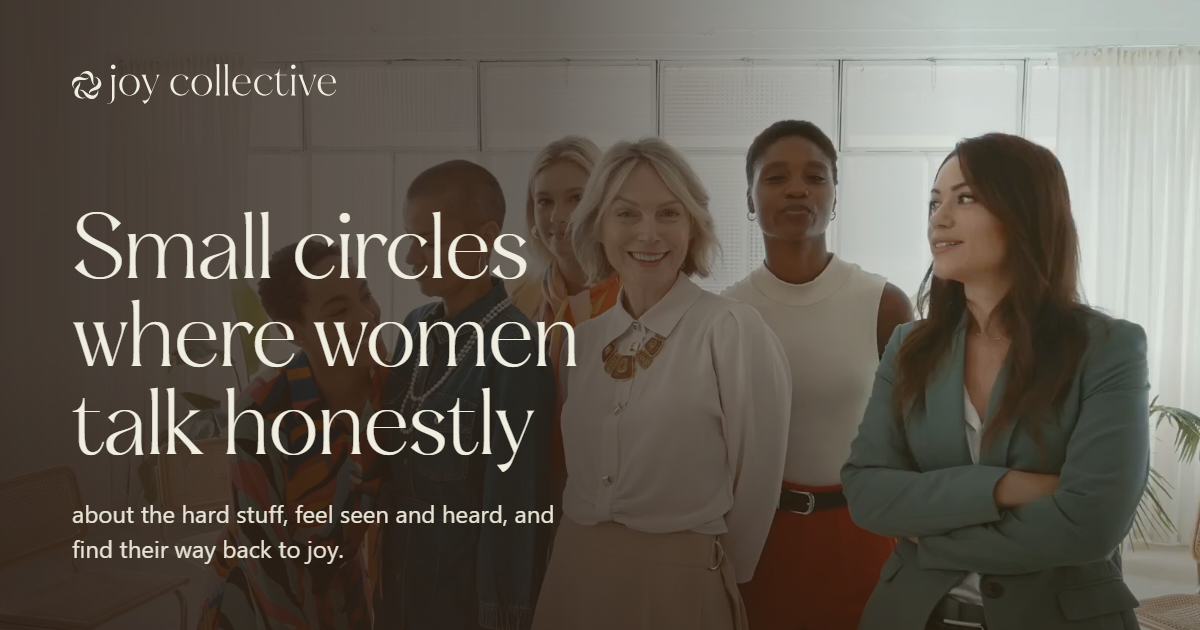 joy collective
Small circles
where women
talk honestly
about the hard stuff, feel seen and heard, and
find their way back to joy.